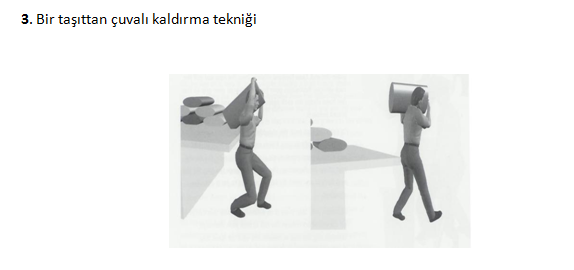 3. Bir taşıttan çuvalı kaldırma tekniği